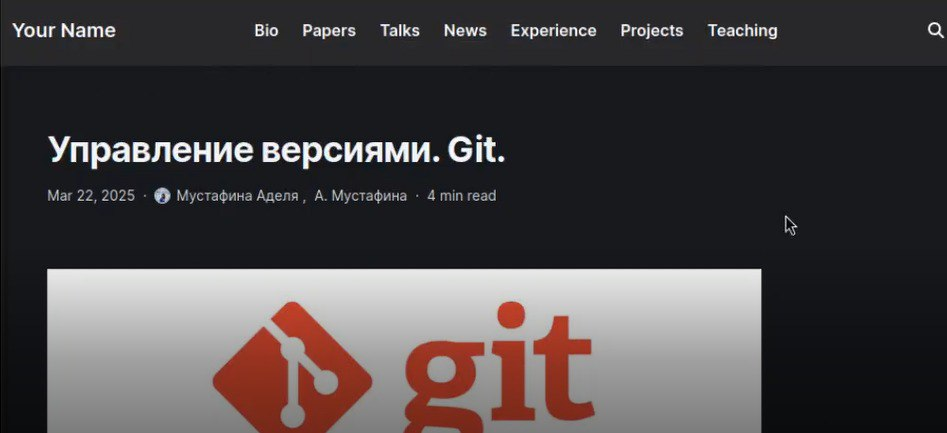 Your Name Bio Papers Talks News Experience Projects Teaching
Управление версиями. Git.
Mar 22, 2025 · Мустафина Аделя , А. Мустафина · 4 min read
git